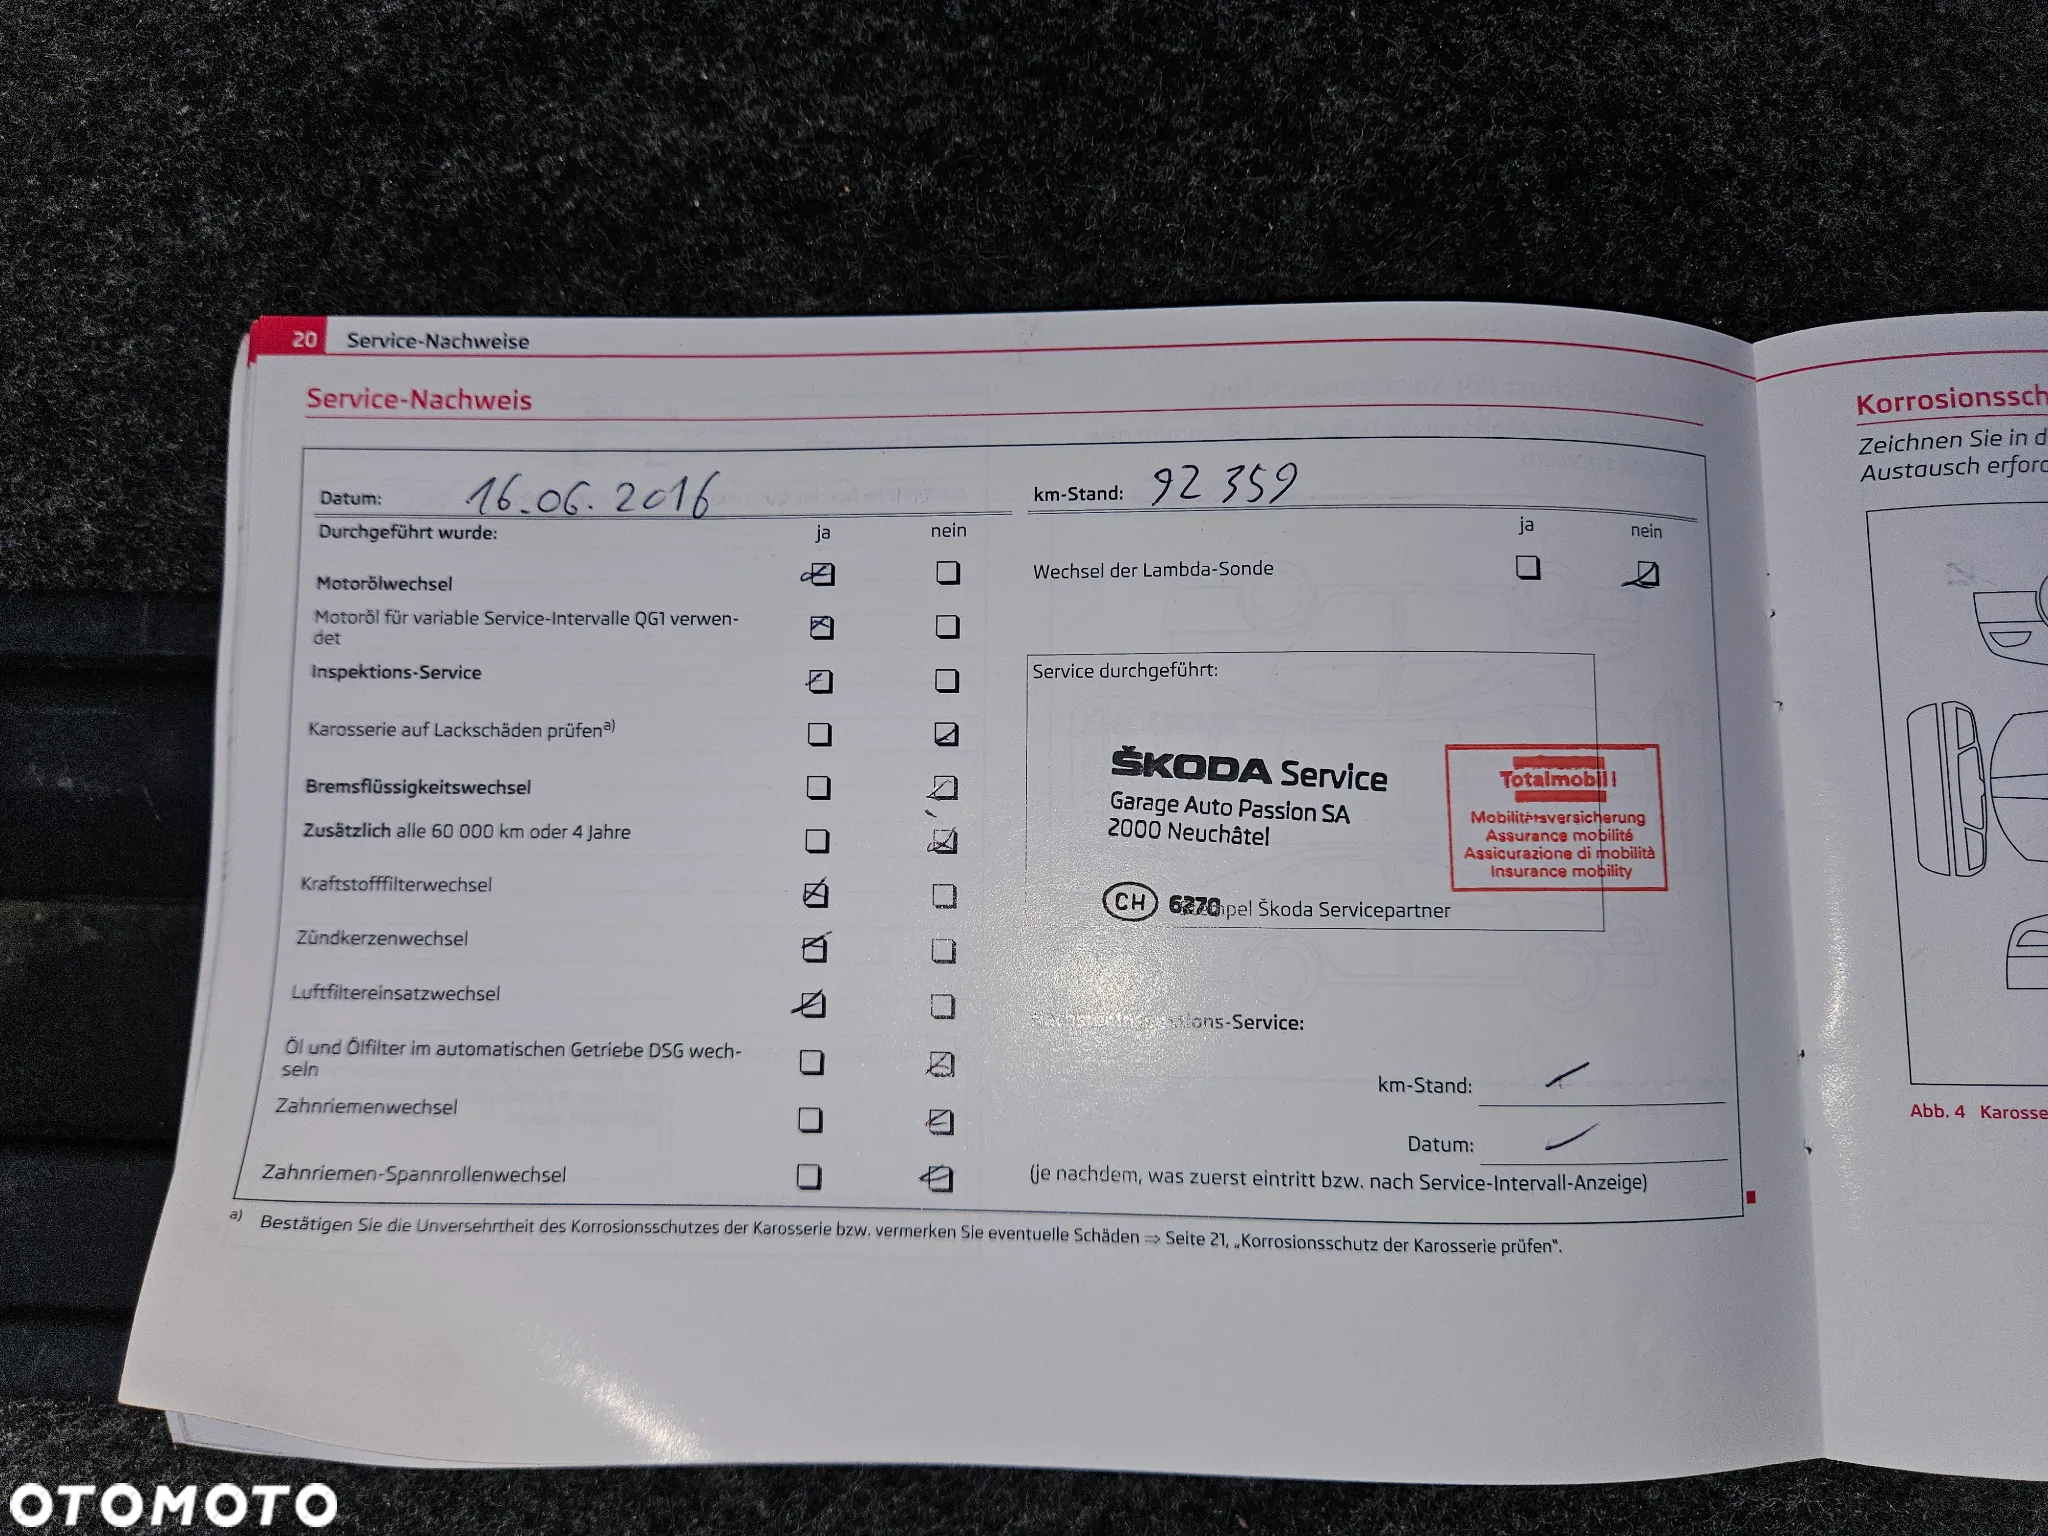 20 Service-Nachweise
Service-Nachweis
Datum: 16.06.2016
km-Stand: 92 359
Durchgeführt wurde: ja nein
ja nein
Motorölwechsel
Wechsel der Lambda-Sonde
Motoröl für variable Service-Intervalle QG1 verwen-
det
Inspektions-Service
Service durchgeführt:
Karosserie auf Lackschäden prüfen a)
Bremsflüssigkeitswechsel
Zusätzlich alle 60 000 km oder 4 Jahre
Kraftstofffilterwechsel
Zündkerzenwechsel
Luftfiltereinsatzwechsel
Öl und Ölfilter im automatischen Getriebe DSG wech-
seln
Zahnriemenwechsel
Zahnriemen-Spannrollenwechsel
ŠKODA Service
Garage Auto Passion SA
2000 Neuchâtel
CH 6270
Škoda Servicepartner
Totalmobil!
Mobilitätsversicherung
Assurance mobilité
Assicurazione di mobilità
Insurance mobility
-Service:
km-Stand:
Datum:
(je nachdem, was zuerst eintritt bzw. nach Service-Intervall-Anzeige)
a) Bestätigen Sie die Unversehrtheit des Korrosionsschutzes der Karosserie bzw. vermerken Sie eventuelle Schäden ⇒ Seite 21, „Korrosionsschutz der Karosserie prüfen“.
Korrosionssch
Zeichnen Sie in d
Austausch erford
Abb. 4 Karosse
OTOMOTO